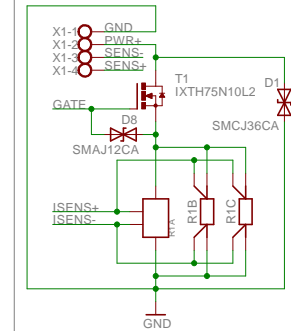 X1-1 GND
X1-2 PWR+
X1-3 SENS-
X1-4 SENS+
T1
IXTH75N10L2
D1
SMCJ36CA
GATE
D8
SMAJ12CA
ISENS+
ISENS-
R1A
R1B
R1C
GND